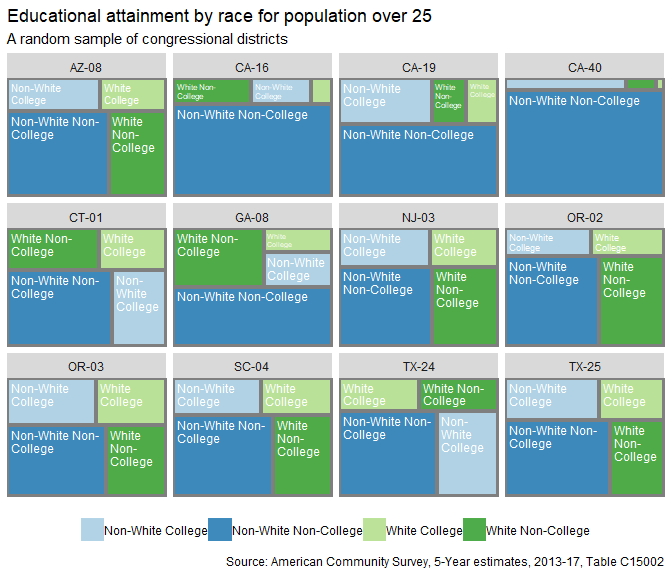 Educational attainment by race for population over 25
A random sample of congressional districts
AZ-08
CA-16
CA-19
CA-40
Non-White
College
White
College
Non-White Non-
College
White
Non-
College
White Non-
College
Non-White
College
Non-White Non-College
Non-White
College
White
Non-
College
White
College
Non-White Non-College
Non-White Non-College
CT-01
GA-08
NJ-03
OR-02
White Non-
College
White
College
Non-White Non-
College
Non-
White
College
White Non-
College
White
College
Non-White
College
Non-White Non-College
Non-White
College
White
College
Non-White
Non-College
White
Non-
College
Non-White
College
White
College
Non-White
Non-College
White
Non-
College
OR-03
SC-04
TX-24
TX-25
Non-White
College
White
College
Non-White Non-
College
White
Non-
College
Non-White
College
White
College
Non-White Non-
College
White
Non-
College
White
College
White Non-
College
Non-White Non-
College
Non-
White
College
Non-White
College
White
College
Non-White Non-
College
White
Non-
College
Non-White College Non-White Non-College White College White Non-College
Source: American Community Survey, 5-Year estimates, 2013-17, Table C15002